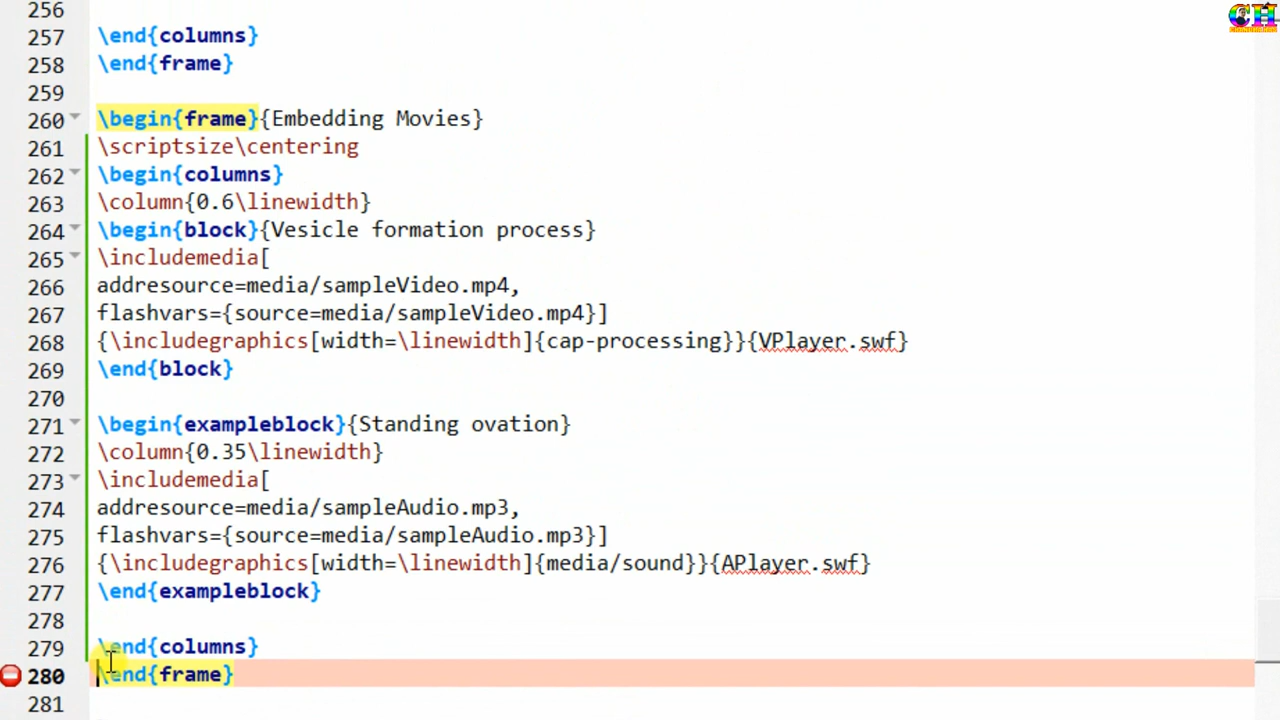 256
257 \end{columns}
258 \end{frame}
259
260 \begin{frame}{Embedding Movies}
261 \scriptsize\centering
262 \begin{columns}
263 \column{0.6\linewidth}
264 \begin{block}{Vesicle formation process}
265 \includemedia[
266 addresource=media/sampleVideo.mp4,
267 flashvars={source=media/sampleVideo.mp4}]
268 {\includegraphics[width=\linewidth]{cap-processing}}{VPlayer.swf}
269 \end{block}
270
271 \begin{exampleblock}{Standing ovation}
272 \column{0.35\linewidth}
273 \includemedia[
274 addresource=media/sampleAudio.mp3,
275 flashvars={source=media/sampleAudio.mp3}]
276 {\includegraphics[width=\linewidth]{media/sound}}{APlayer.swf}
277 \end{exampleblock}
278
279 \end{columns}
280 \end{frame}
281
CH